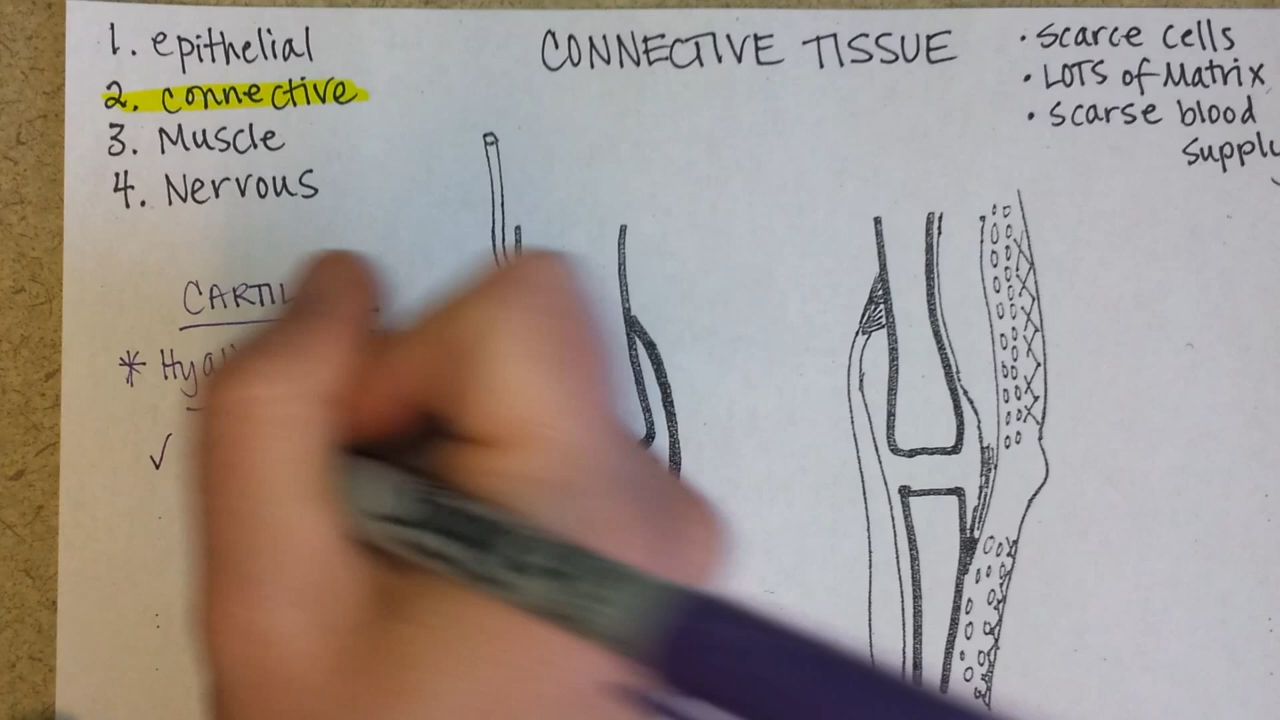 1. epithelial
2. connective
3. Muscle
4. Nervous
CONNECTIVE TISSUE
• Scarce cells
• LOTS of Matrix
• Scarse blood
supply
* 
✓